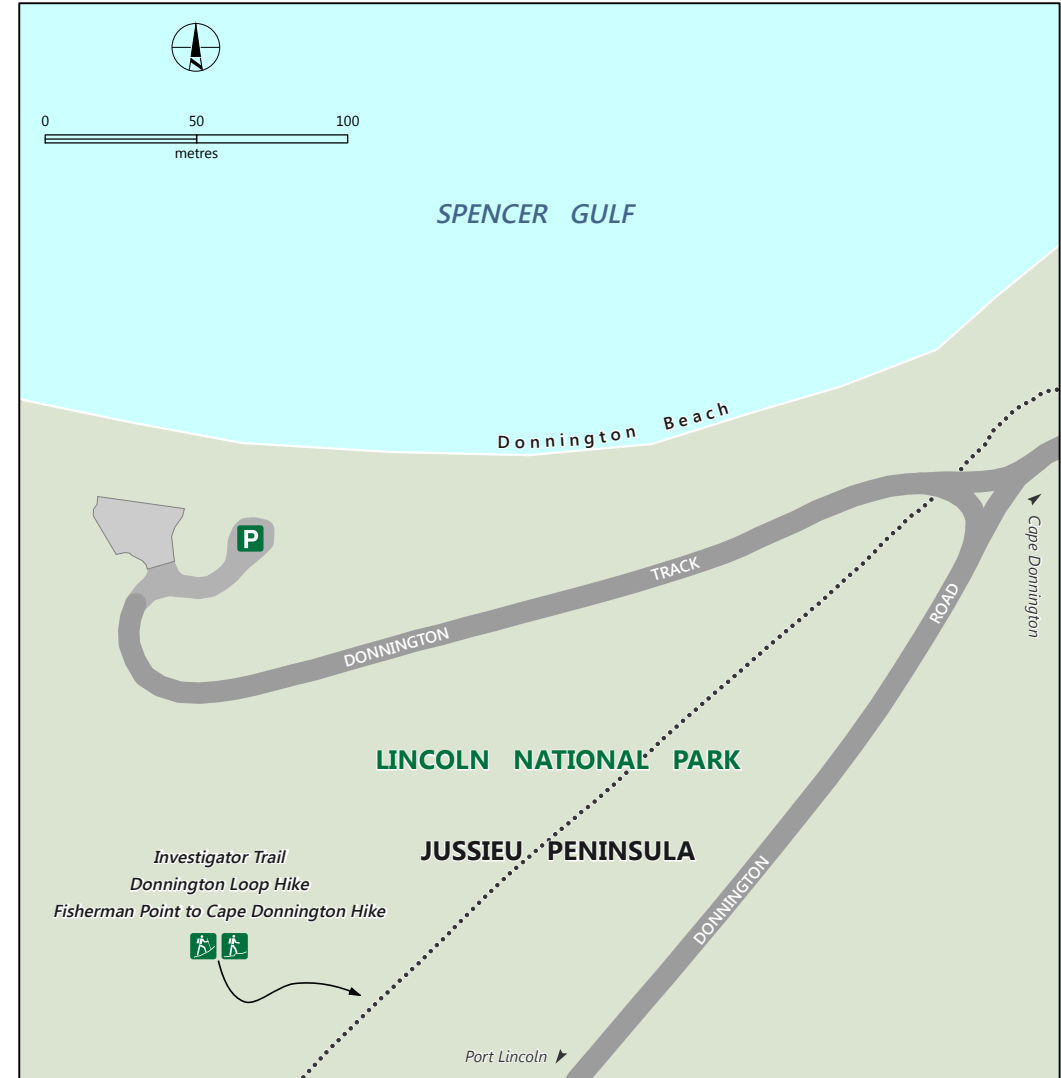 0 50 100
metres
SPENCER GULF
Donnington Beach
P
Cape Donnington
TRACK
ROAD
DONNINGTON
LINCOLN NATIONAL PARK
JUSSIEU PENINSULA
Investigator Trail
Donnington Loop Hike
Fisherman Point to Cape Donnington Hike
DONNINGTON
Port Lincoln